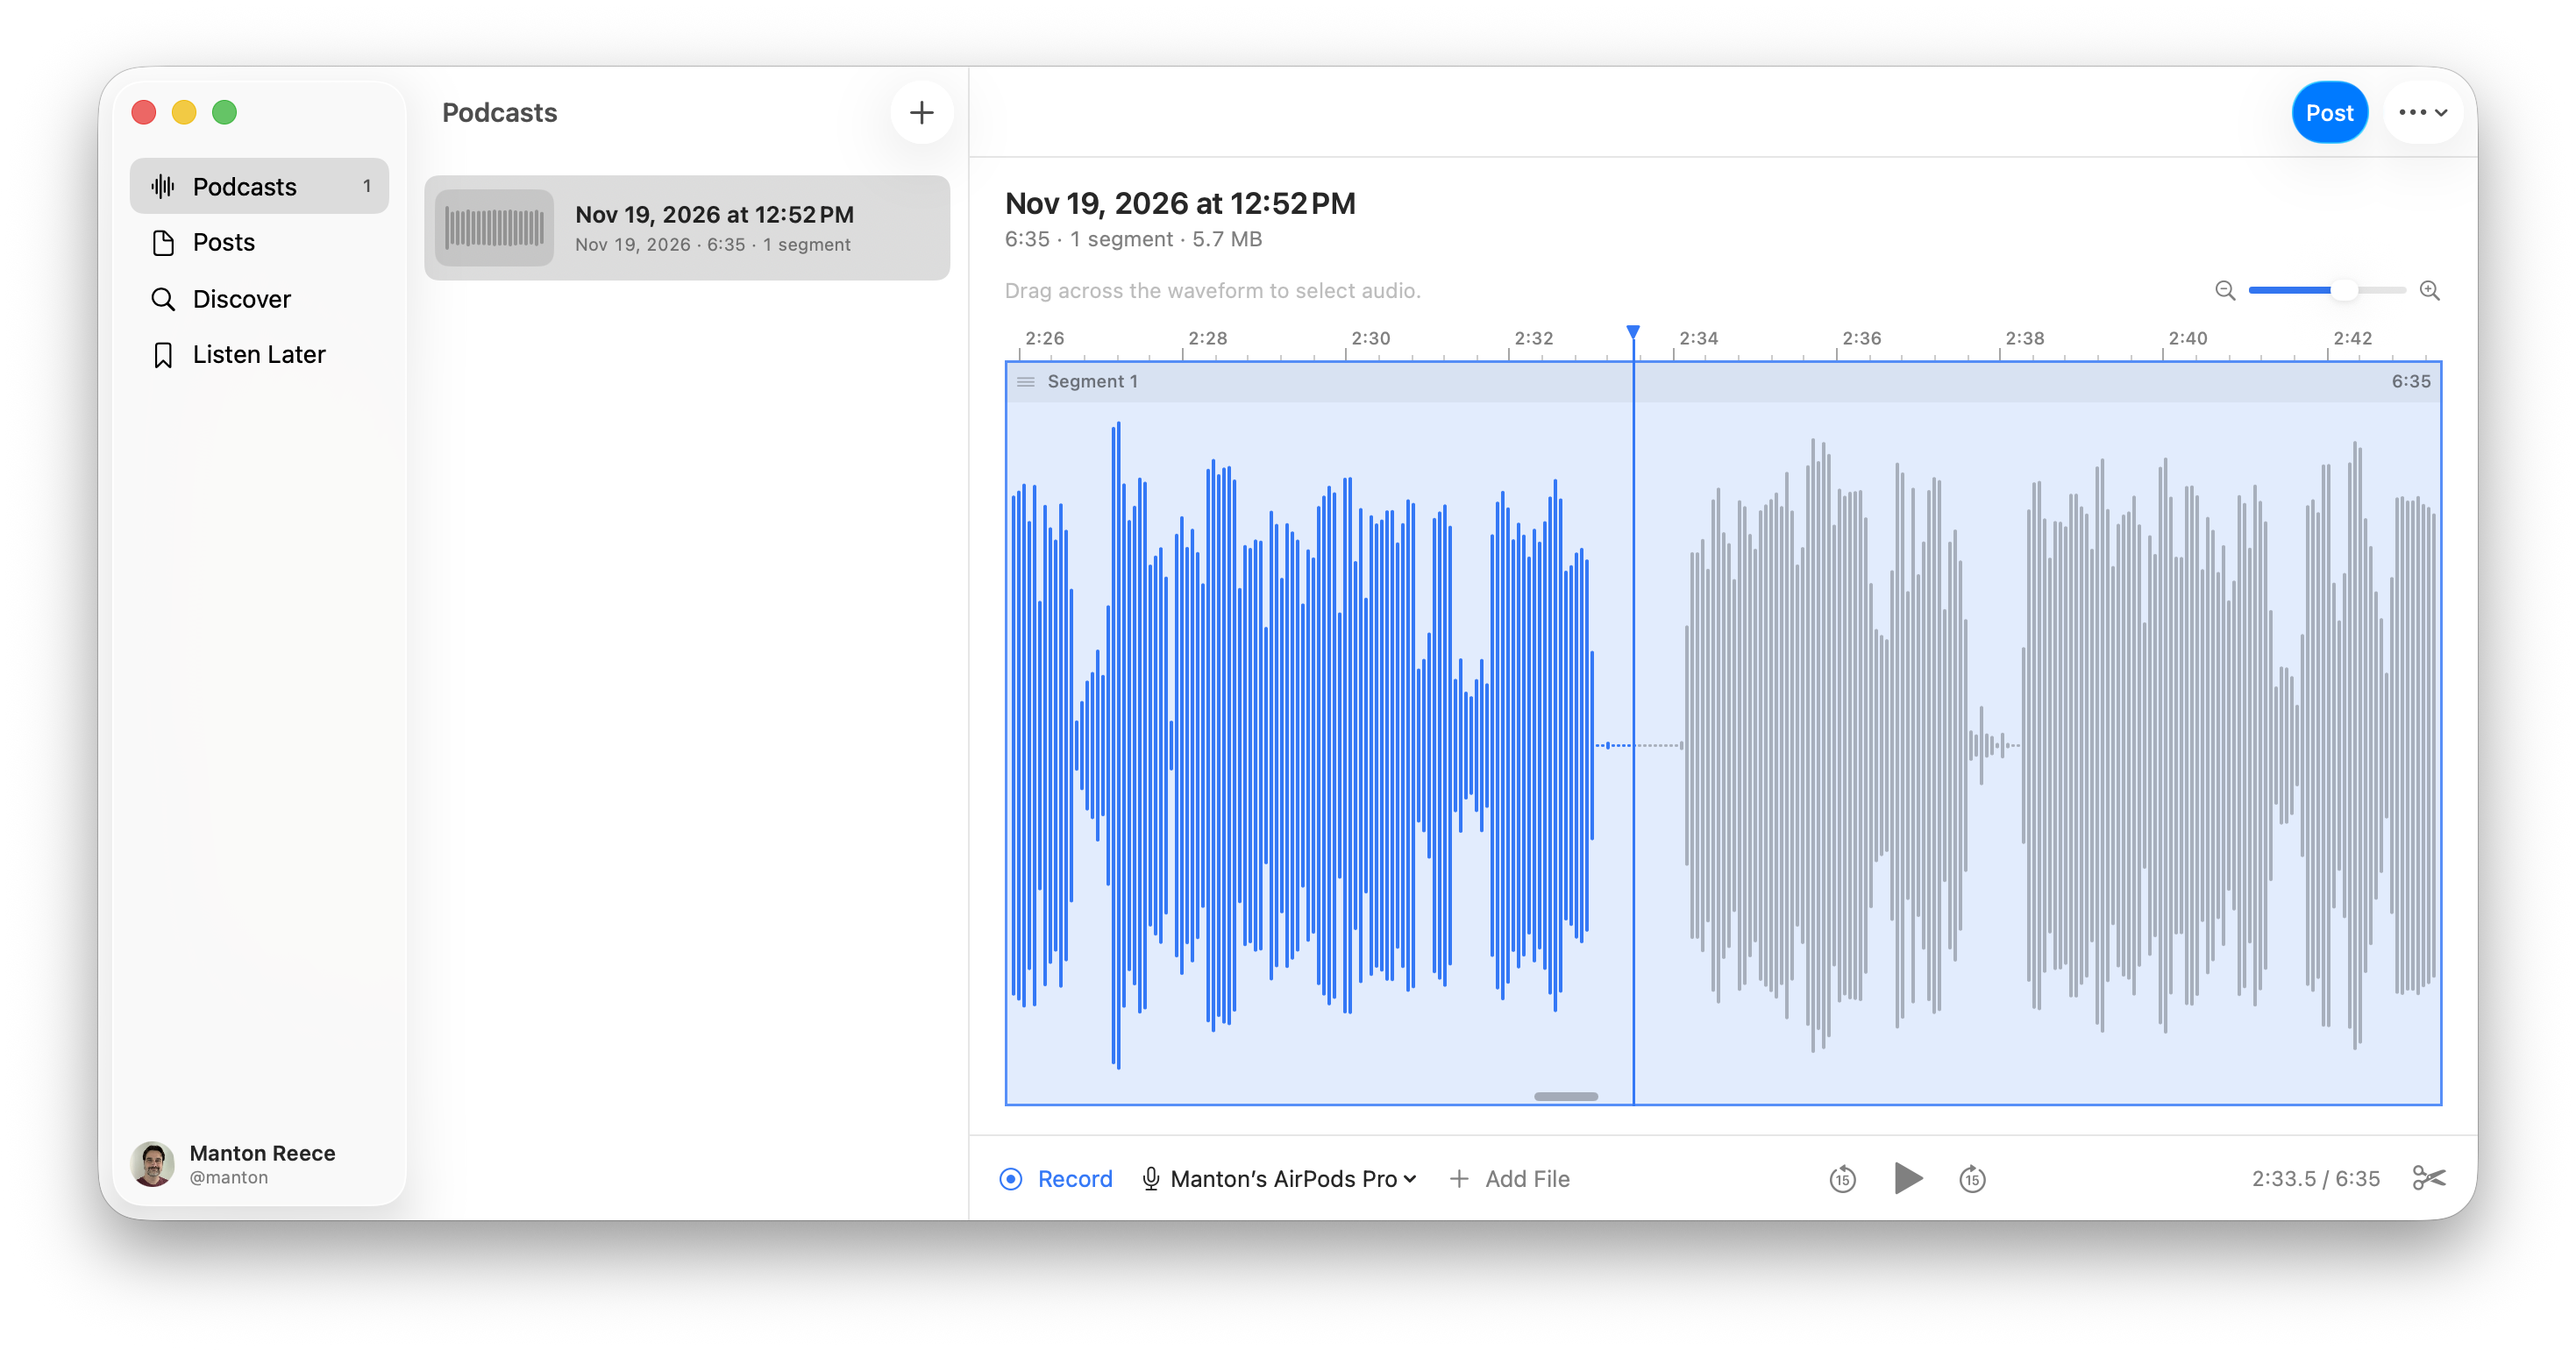 Podcasts 1
Posts
Discover
Listen Later
Manton Reece
@manton
Podcasts
Nov 19, 2026 at 12:52 PM
Nov 19, 2026 · 6:35 · 1 segment
Post
Nov 19, 2026 at 12:52 PM
6:35 · 1 segment · 5.7 MB
Drag across the waveform to select audio.
2:26 2:28 2:30 2:32 2:34 2:36 2:38 2:40 2:42
Segment 1 6:35
Record Manton’s AirPods Pro Add File 15 15 2:33.5 / 6:35